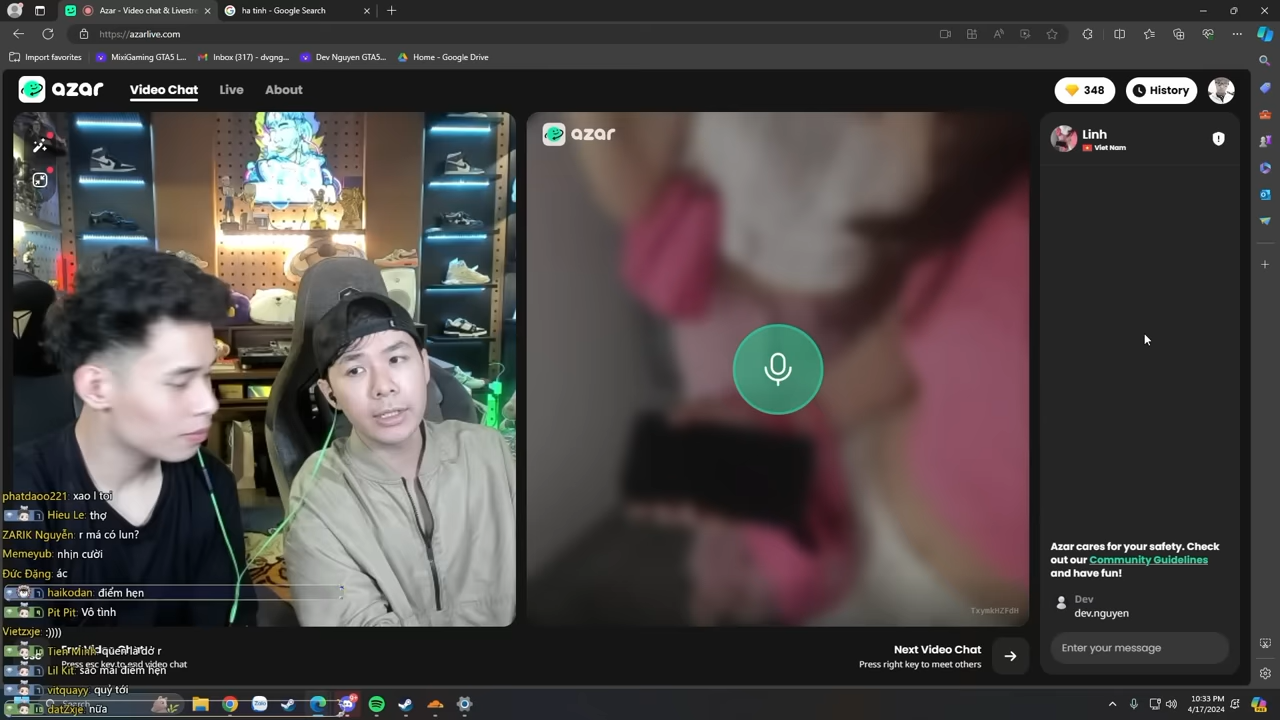 Azar - Video chat & Livestre
ha tinh - Google Search
https://azarlive.com
Import favorites
MixiGaming GTA5 L...
Inbox (317) - dvgng...
Dev Nguyen GTA5...
Home - Google Drive
azar
Video Chat
Live
About
348
History
azar
Linh
Viet Nam
phatdaoo221: xao l toi
Hieu Le: thợ
ZARIK Nguyễn: r má có lun?
Memeyub: nhịn cười
Đức Đặng: ác
haikodan: điểm hẹn
Pit Pit: Vô tình
Vietzxje: :))))
Press esc key to end video chat
Lil Kit: sao mãi điểm hẹn
vitquayy: quỷ tới
datzxje: nữa
TxymkHZFdH
Next Video Chat
Press right key to meet others
Azar cares for your safety. Check
out our Community Guidelines
and have fun!
Dev
dev.nguyen
Enter your message
Search
Zalo
10:33 PM
4/17/2024